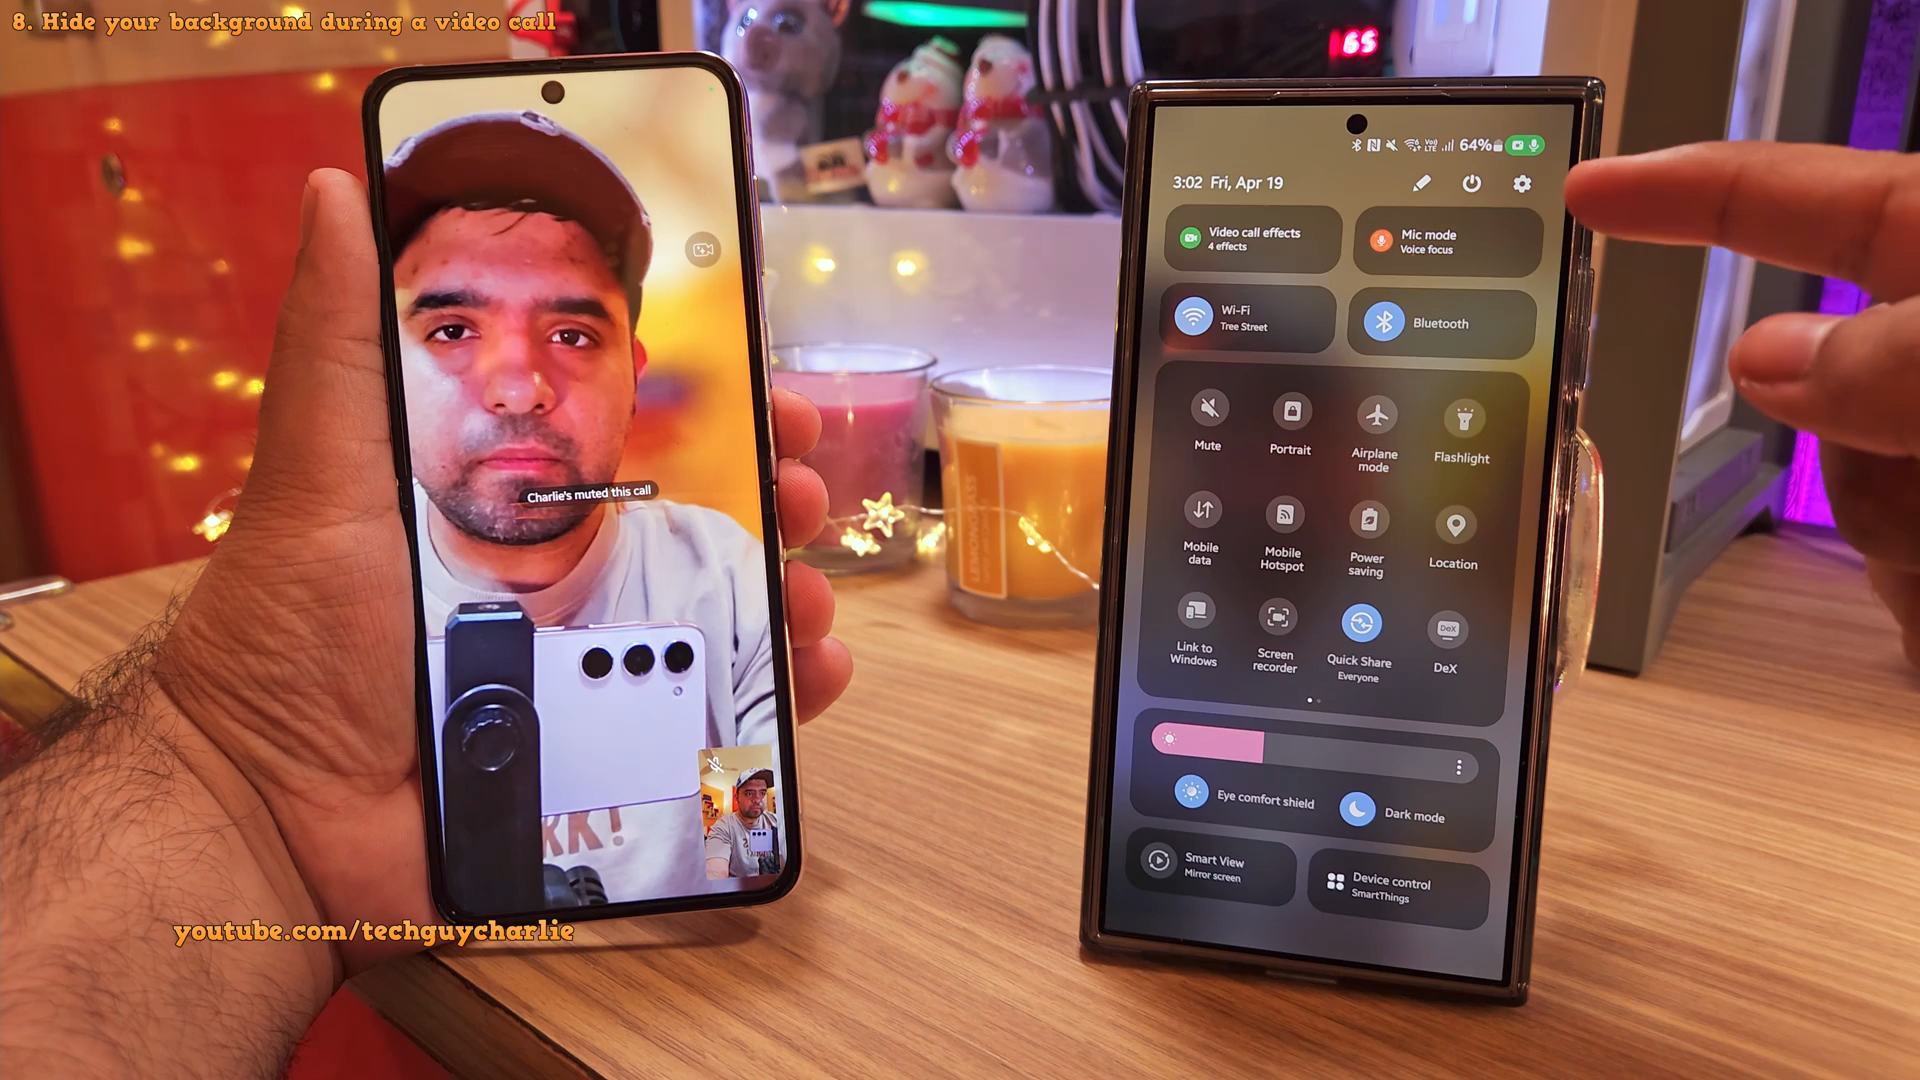 8. Hide your background during a video call
65
64%
3:02 Fri, Apr 19
Video call effects
4 effects
Mic mode
Voice focus
Wi-Fi
Tree Street
Bluetooth
Mute
Portrait
Airplane
mode
Flashlight
Mobile
data
Mobile
Hotspot
Power
saving
Location
Link to
Windows
Screen
recorder
Quick Share
Everyone
DeX
DeX
Eye comfort shield
Dark mode
Smart View
Mirror screen
Device control
SmartThings
Charlie's muted this call
RK!
LEMONGRASS
youtube.com/techguycharlie